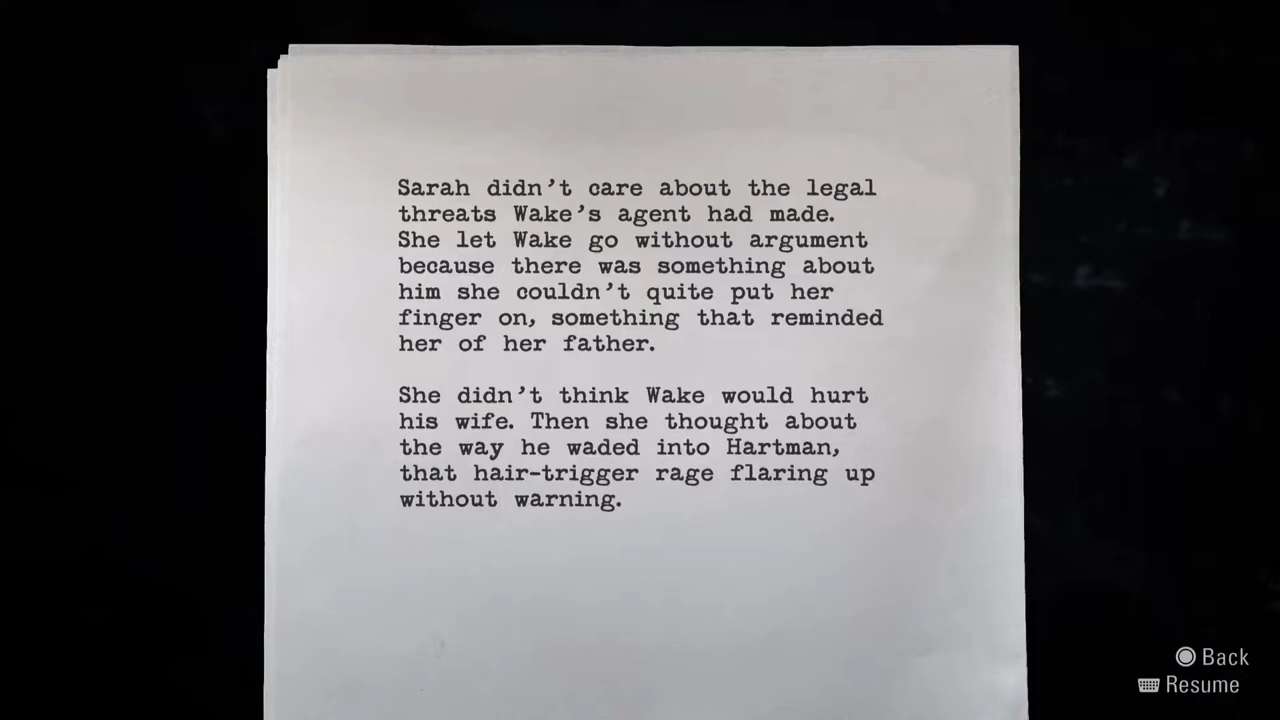 Sarah didn’t care about the legal
threats Wake’s agent had made.
She let Wake go without argument
because there was something about
him she couldn’t quite put her
finger on, something that reminded
her of her father.
She didn’t think Wake would hurt
his wife. Then she thought about
the way he waded into Hartman,
that hair-trigger rage flaring up
without warning.
Back
Resume